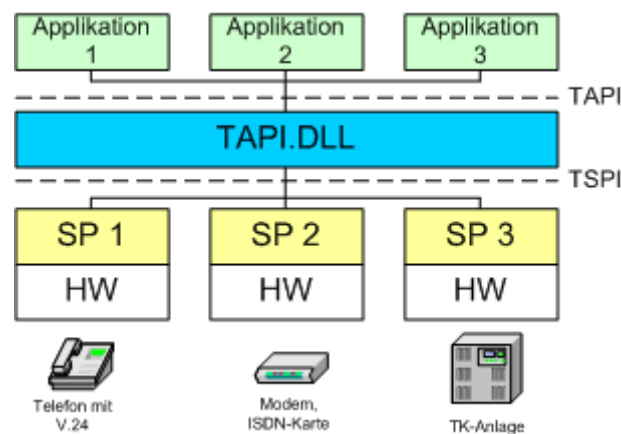 Applikation
1
Applikation
2
Applikation
3
TAPI
TAPI.DLL
TSPI
SP 1
SP 2
SP 3
HW
HW
HW
Telefon mit
V.24
Modem,
ISDN-Karte
TK-Anlage